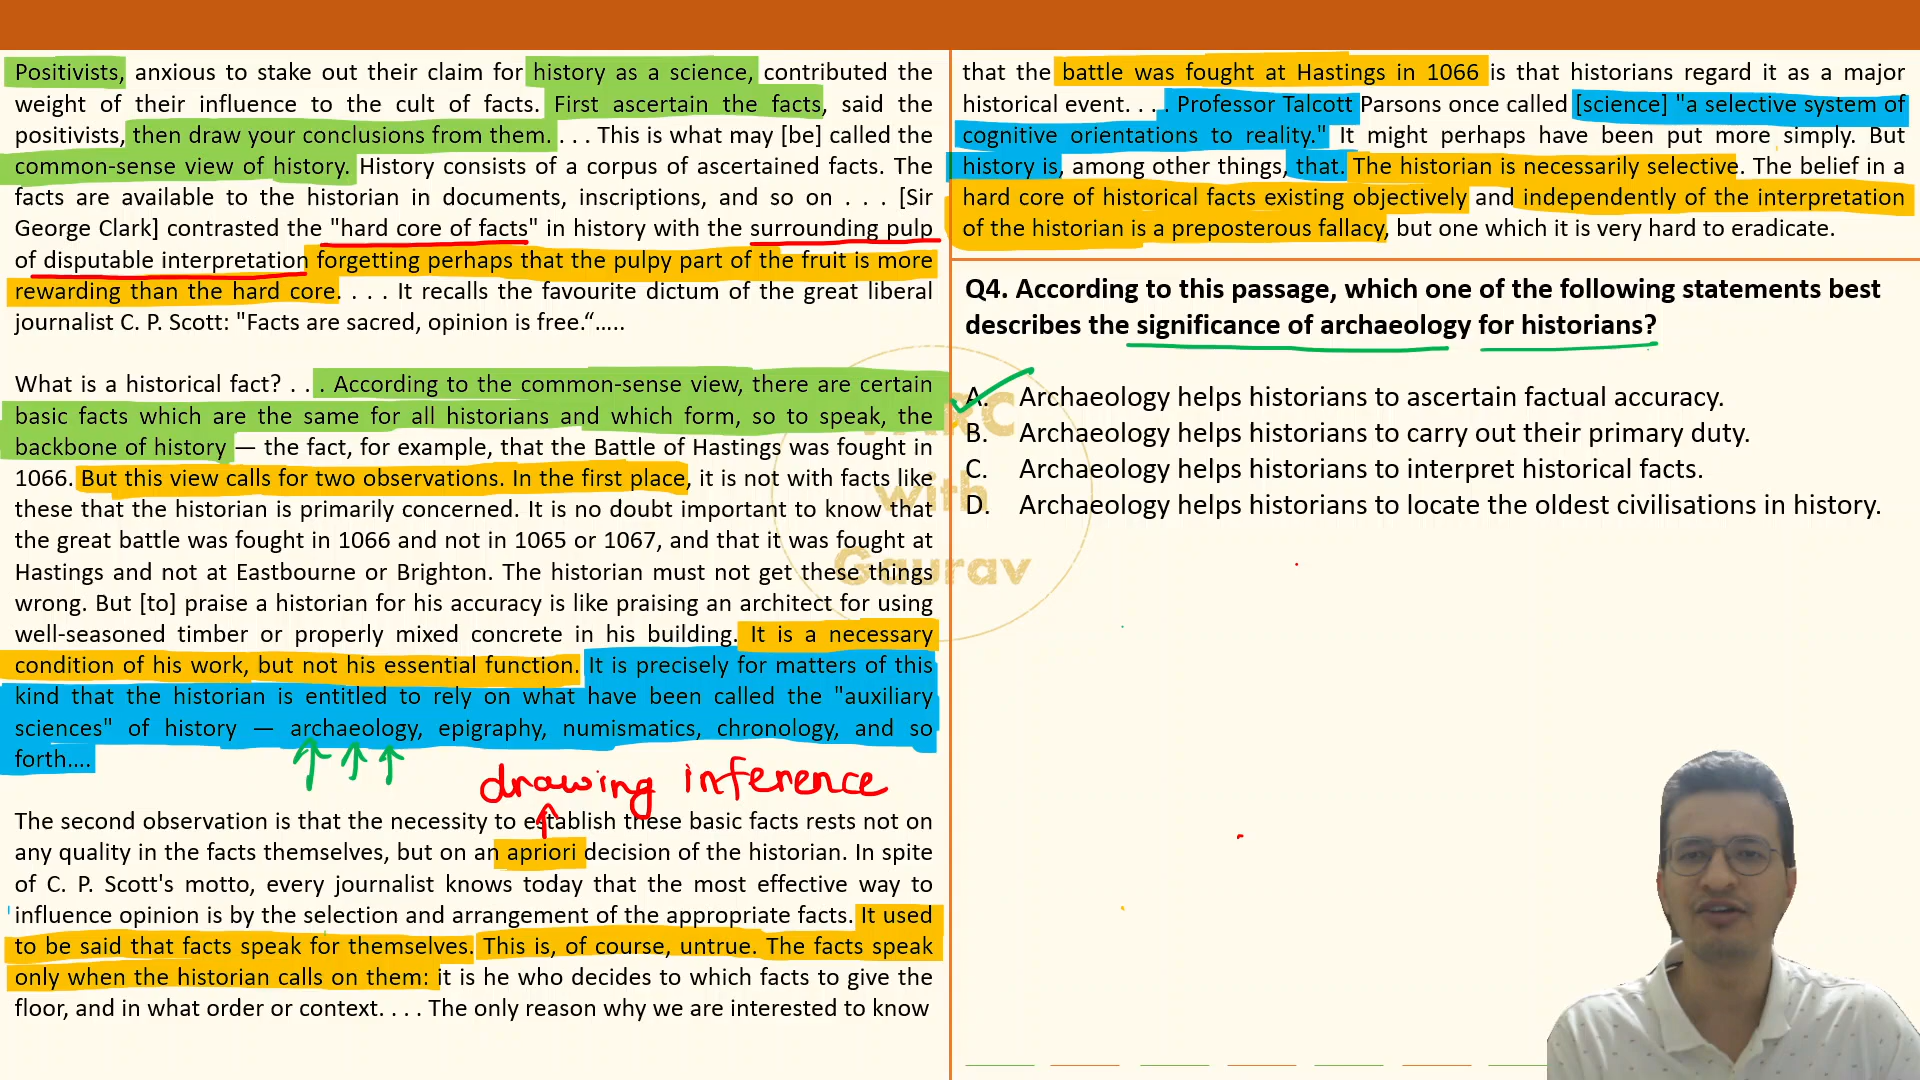 Positivists, anxious to stake out their claim for history as a science, contributed the
weight of their influence to the cult of facts. First ascertain the facts, said the
positivists, then draw your conclusions from them. . . . This is what may [be] called the
common-sense view of history. History consists of a corpus of ascertained facts. The
facts are available to the historian in documents, inscriptions, and so on . . . [Sir
George Clark] contrasted the "hard core of facts" in history with the surrounding pulp
of disputable interpretation forgetting perhaps that the pulpy part of the fruit is more
rewarding than the hard core. . . . It recalls the favourite dictum of the great liberal
journalist C. P. Scott: "Facts are sacred, opinion is free.“…..
What is a historical fact? . . . According to the common-sense view, there are certain
basic facts which are the same for all historians and which form, so to speak, the
backbone of history — the fact, for example, that the Battle of Hastings was fought in
1066. But this view calls for two observations. In the first place, it is not with facts like
these that the historian is primarily concerned. It is no doubt important to know that
the great battle was fought in 1066 and not in 1065 or 1067, and that it was fought at
Hastings and not at Eastbourne or Brighton. The historian must not get these things
wrong. But [to] praise a historian for his accuracy is like praising an architect for using
well-seasoned timber or properly mixed concrete in his building. It is a necessary
condition of his work, but not his essential function. It is precisely for matters of this
kind that the historian is entitled to rely on what have been called the "auxiliary
sciences" of history — archaeology, epigraphy, numismatics, chronology, and so
forth….
drawing inference
The second observation is that the necessity to establish these basic facts rests not on
any quality in the facts themselves, but on an apriori decision of the historian. In spite
of C. P. Scott's motto, every journalist knows today that the most effective way to
influence opinion is by the selection and arrangement of the appropriate facts. It used
to be said that facts speak for themselves. This is, of course, untrue. The facts speak
only when the historian calls on them: it is he who decides to which facts to give the
floor, and in what order or context. . . . The only reason why we are interested to know
that the battle was fought at Hastings in 1066 is that historians regard it as a major
historical event. . . . Professor Talcott Parsons once called [science] "a selective system of
cognitive orientations to reality." It might perhaps have been put more simply. But
history is, among other things, that. The historian is necessarily selective. The belief in a
hard core of historical facts existing objectively and independently of the interpretation
of the historian is a preposterous fallacy, but one which it is very hard to eradicate.
Q4. According to this passage, which one of the following statements best
describes the significance of archaeology for historians?
A. Archaeology helps historians to ascertain factual accuracy.
B. Archaeology helps historians to carry out their primary duty.
C. Archaeology helps historians to interpret historical facts.
D. Archaeology helps historians to locate the oldest civilisations in history.
VARC
with
Gaurav